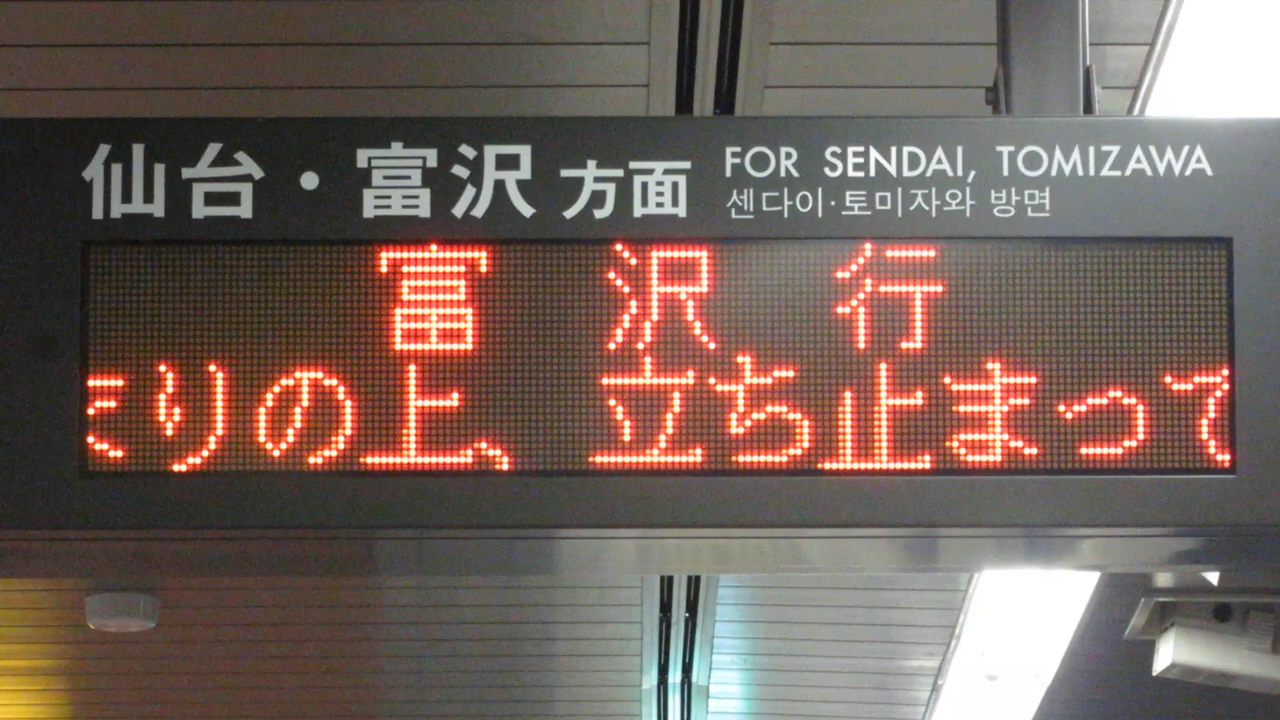 仙台・富沢方面 FOR SENDAI, TOMIZAWA
센다이·토미자와 방면
富沢行
りの上、立ち止まって